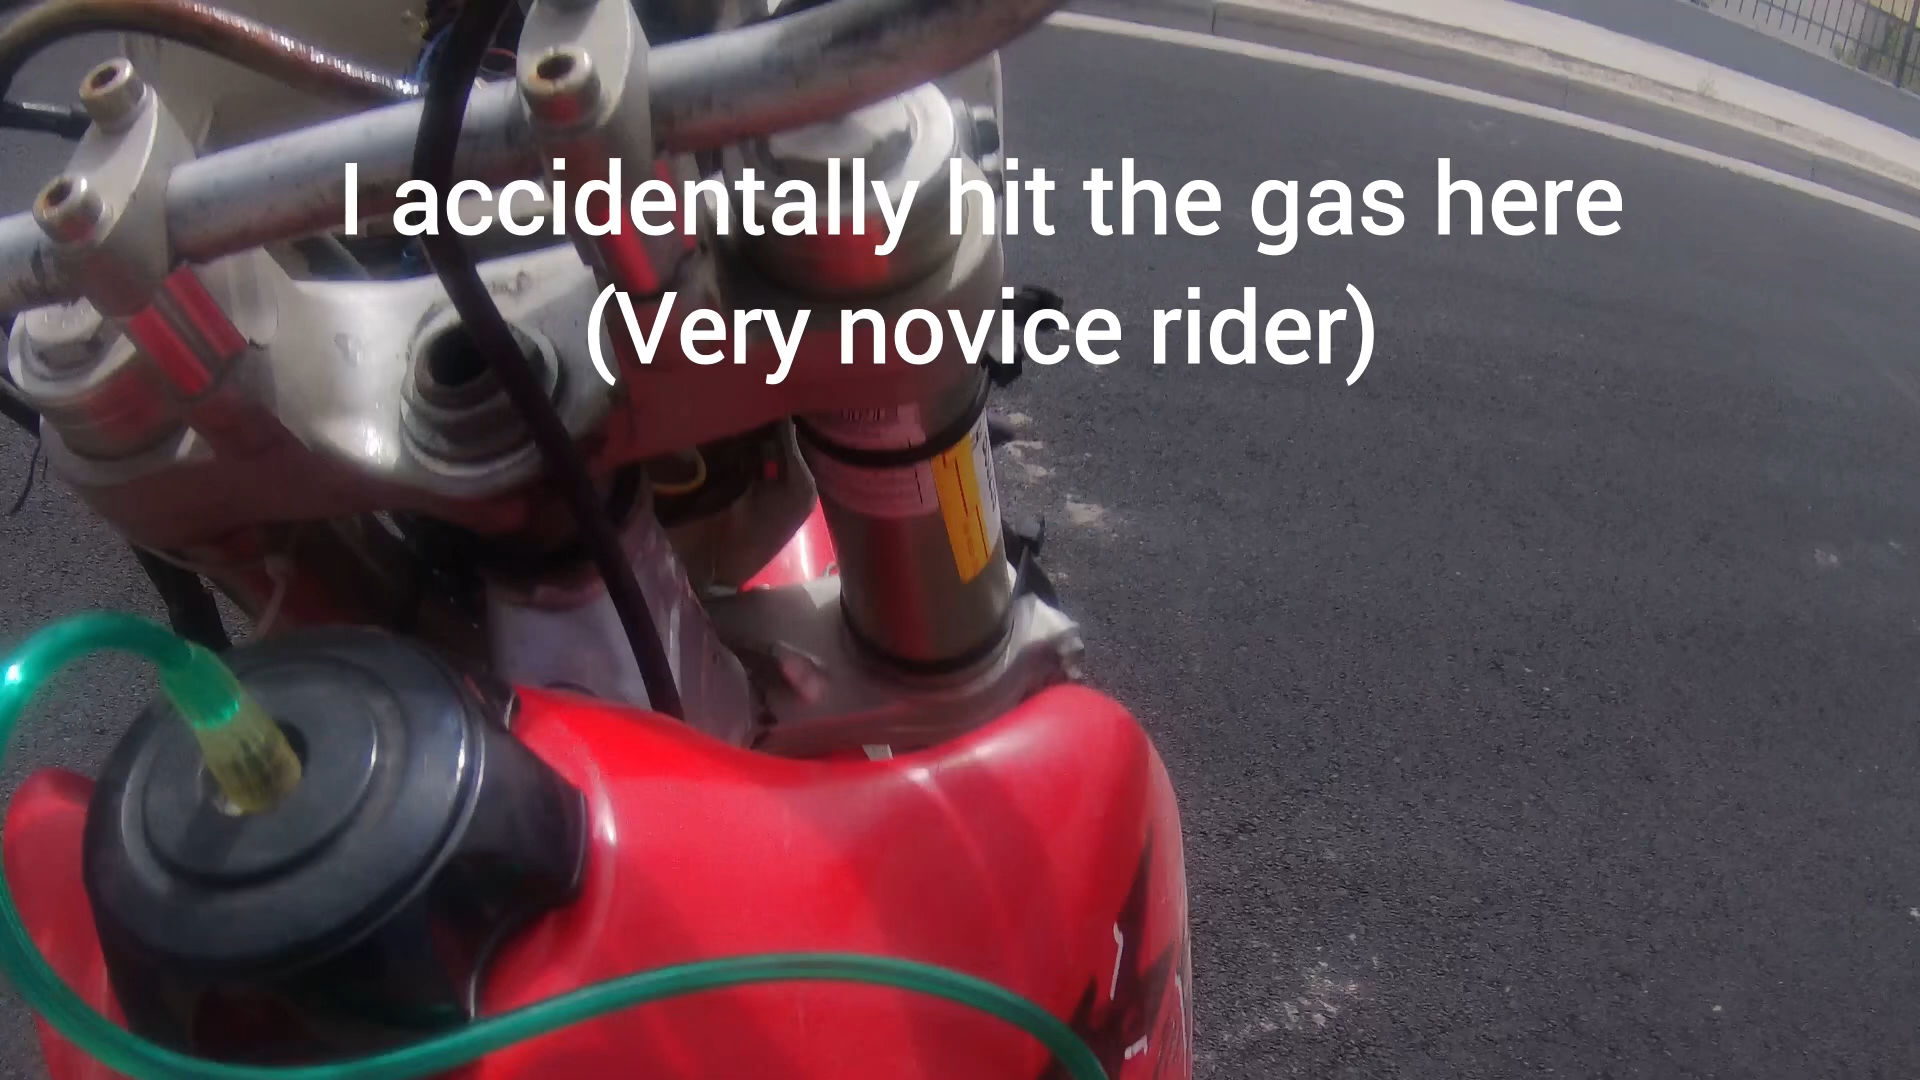 I accidentally hit the gas here
(Very novice rider)